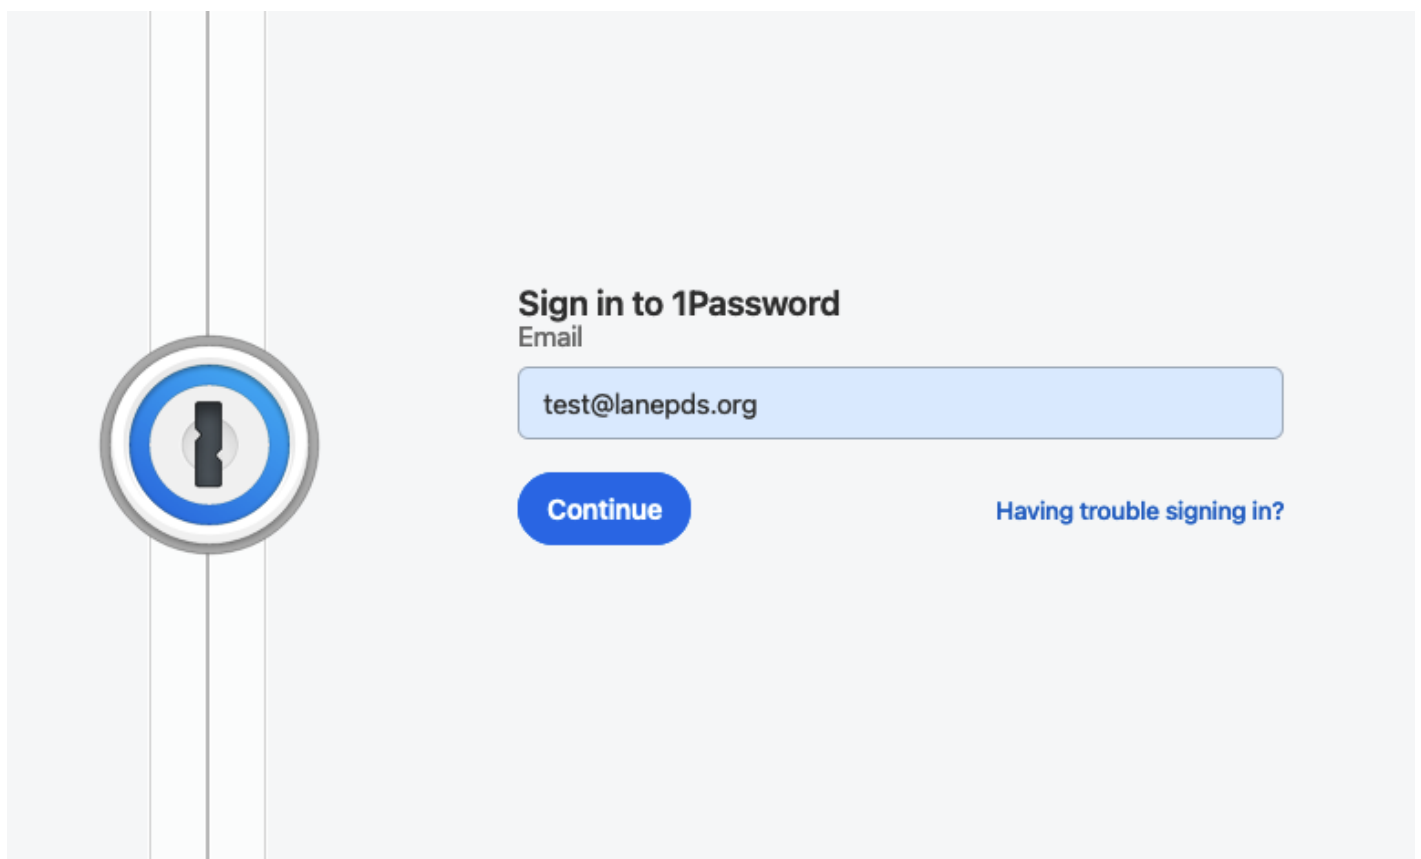 Sign in to 1Password
Email
test@lanepds.org
Continue
Having trouble signing in?